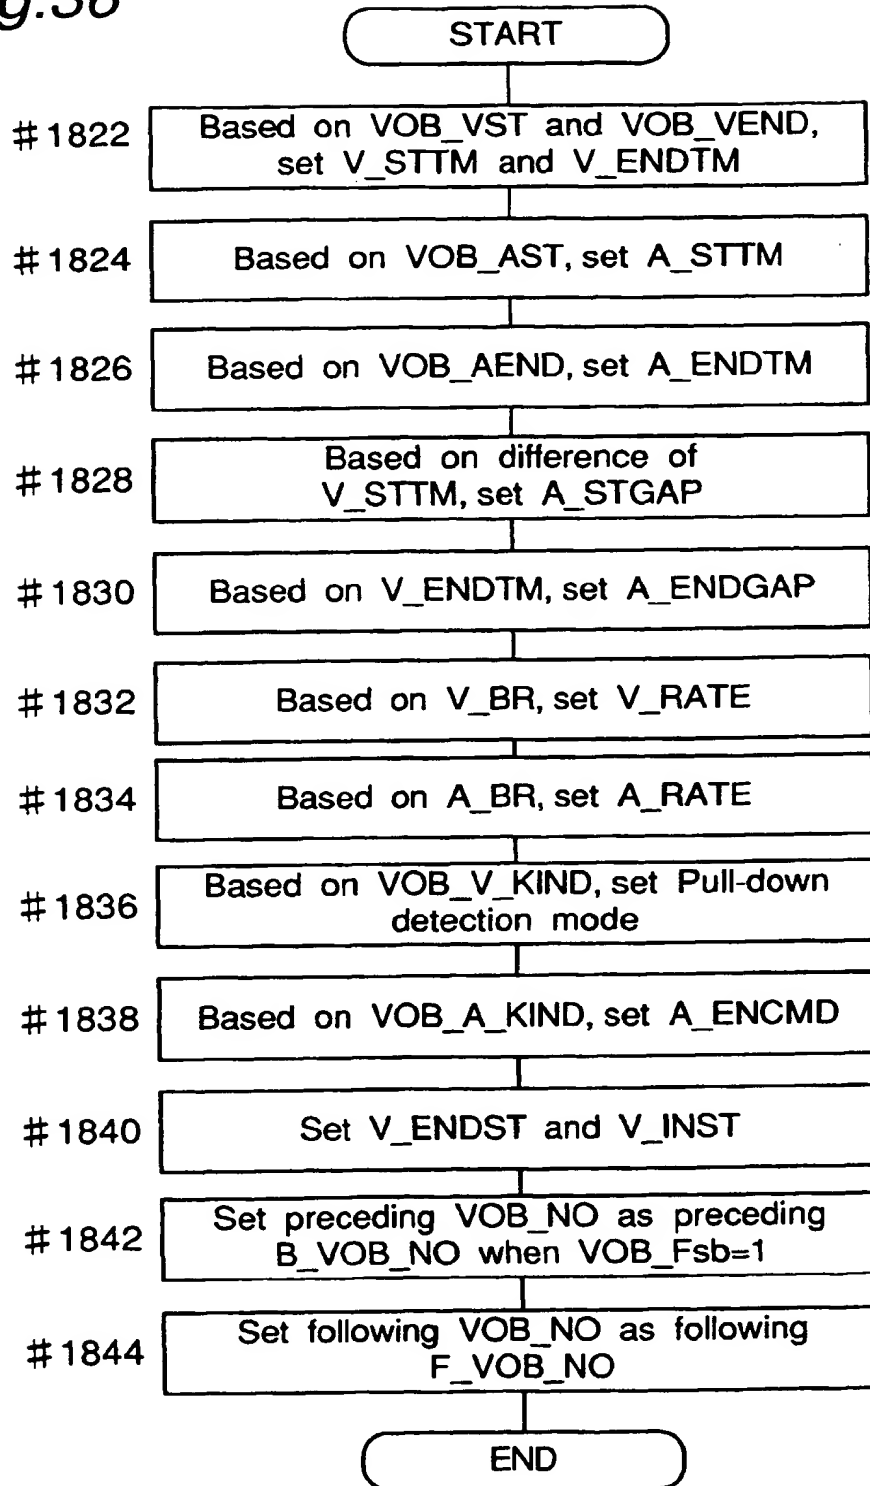 g.38
START
#1822
Based on VOB_VST and VOB_VEND,
set V_STTM and V_ENDTM
#1824
Based on VOB_AST, set A_STTM
#1826
Based on VOB_AEND, set A_ENDTM
#1828
Based on difference of
V_STTM, set A_STGAP
#1830
Based on V_ENDTM, set A_ENDGAP
#1832
Based on V_BR, set V_RATE
#1834
Based on A_BR, set A_RATE
#1836
Based on VOB_V_KIND, set Pull-down
detection mode
#1838
Based on VOB_A_KIND, set A_ENCMD
#1840
Set V_ENDST and V_INST
#1842
Set preceding VOB_NO as preceding
B_VOB_NO when VOB_Fsb=1
#1844
Set following VOB_NO as following
F_VOB_NO
END